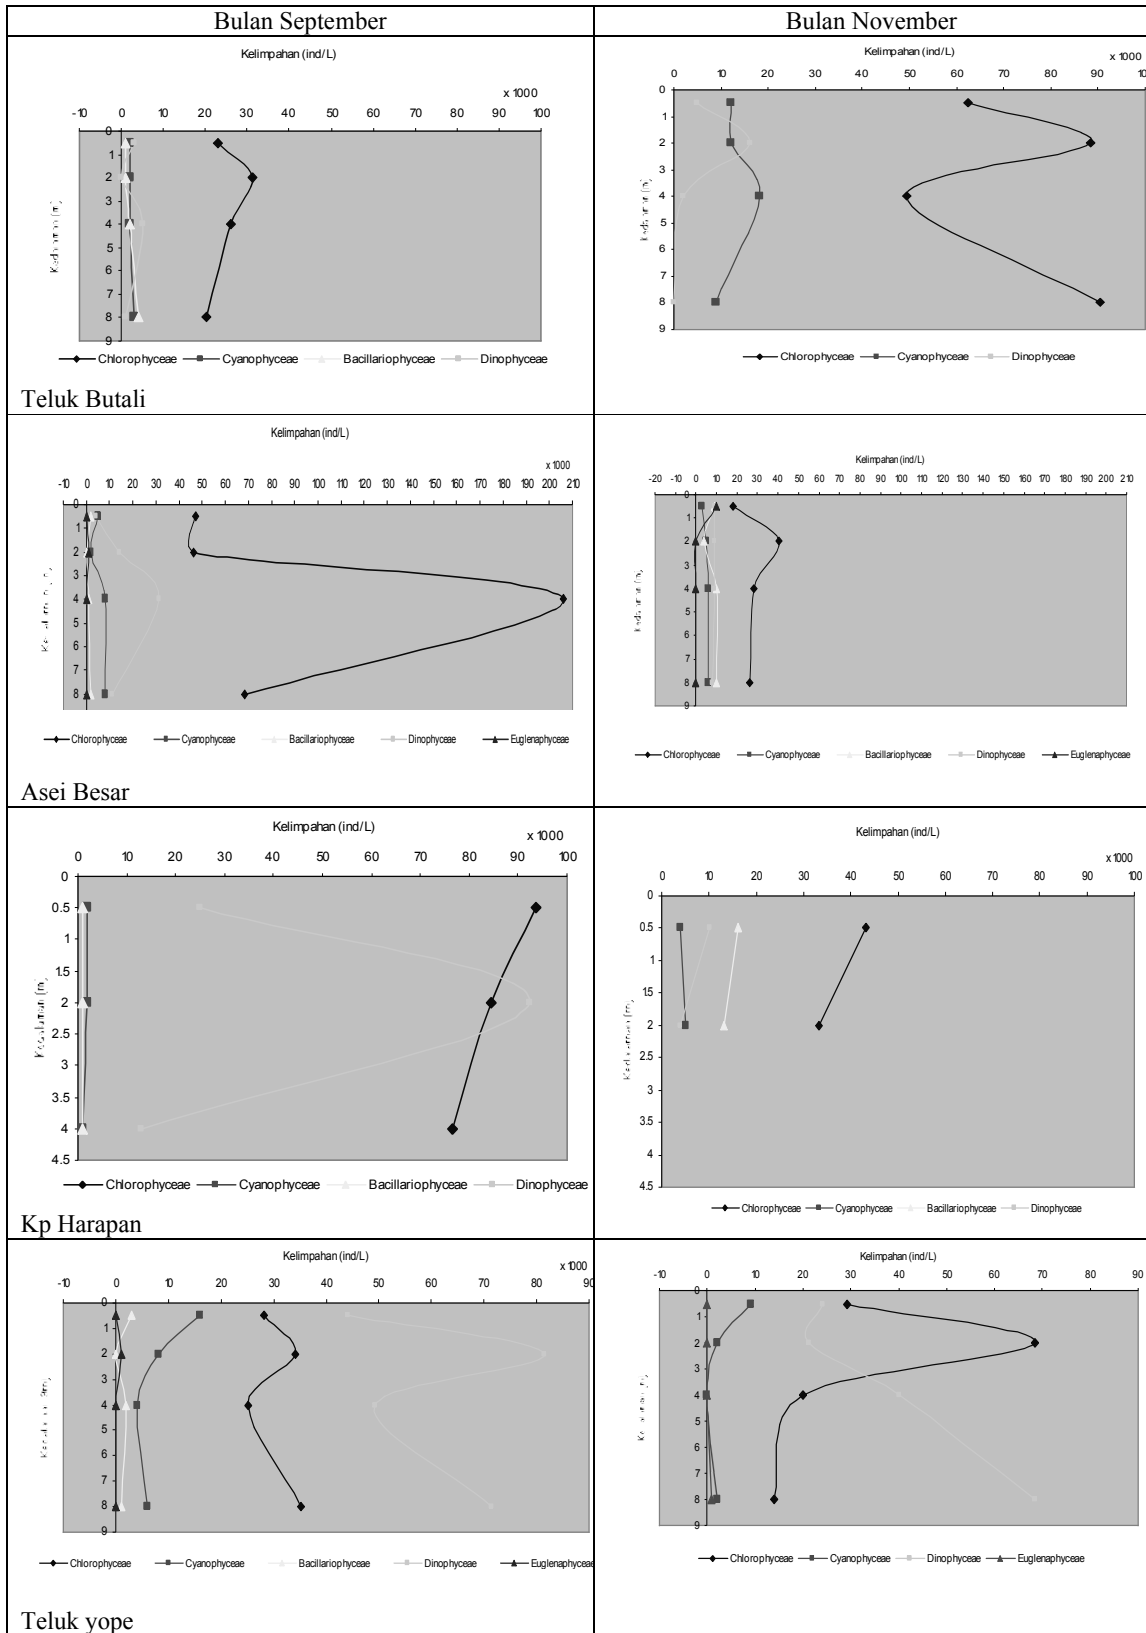 Bulan September
Bulan November
Kelimpahan (ind/L)
x 1000
-10 0 10 20 30 40 50 60 70 80 90 100
0
1
2
3
4
5
6
7
8
9
Chlorophyceae Cyanophyceae Bacillariophyceae Dinophyceae
Teluk Butali
Kelimpahan (ind/L)
x 1000
0 10 20 30 40 50 60 70 80 90 100
0
1
2
3
4
5
6
7
8
9
Chlorophyceae Cyanophyceae Dinophyceae
Kelimpahan (ind/L)
x 1000
-10 0 10 20 30 40 50 60 70 80 90 100 110 120 130 140 150 160 170 180 190 200 210
0
1
2
3
4
5
6
7
8
Chlorophyceae Cyanophyceae Bacillariophyceae Dinophyceae Euglenaphyceae
Asei Besar
Kelimpahan (ind/L)
-20 -10 0 10 20 30 40 50 60 70 80 90 100 110 120 130 140 150 160 170 180 190 200 210
0
1
2
3
4
5
6
7
8
9
Chlorophyceae Cyanophyceae Bacillariophyceae Dinophyceae Euglenaphyceae
Kelimpahan (ind/L)
x 1000
0 10 20 30 40 50 60 70 80 90 100
0
0.5
1
1.5
2
2.5
3
3.5
4
4.5
Chlorophyceae Cyanophyceae Bacillariophyceae Dinophyceae
Kp Harapan
Kelimpahan (ind/L)
x 1000
0 10 20 30 40 50 60 70 80 90 100
0
0.5
1
1.5
2
2.5
3
3.5
4
4.5
Chlorophyceae Cyanophyceae Bacillariophyceae Dinophyceae
Kelimpahan (ind/L)
x 1000
-10 0 10 20 30 40 50 60 70 80 90
0
1
2
3
4
5
6
7
8
9
Chlorophyceae Cyanophyceae Bacillariophyceae Dinophyceae Euglenaphyceae
Teluk yope
Kelimpahan (ind/L)
-10 0 10 20 30 40 50 60 70 80 90
0
1
2
3
4
5
6
7
8
9
Chlorophyceae Cyanophyceae Dinophyceae Euglenaphyceae